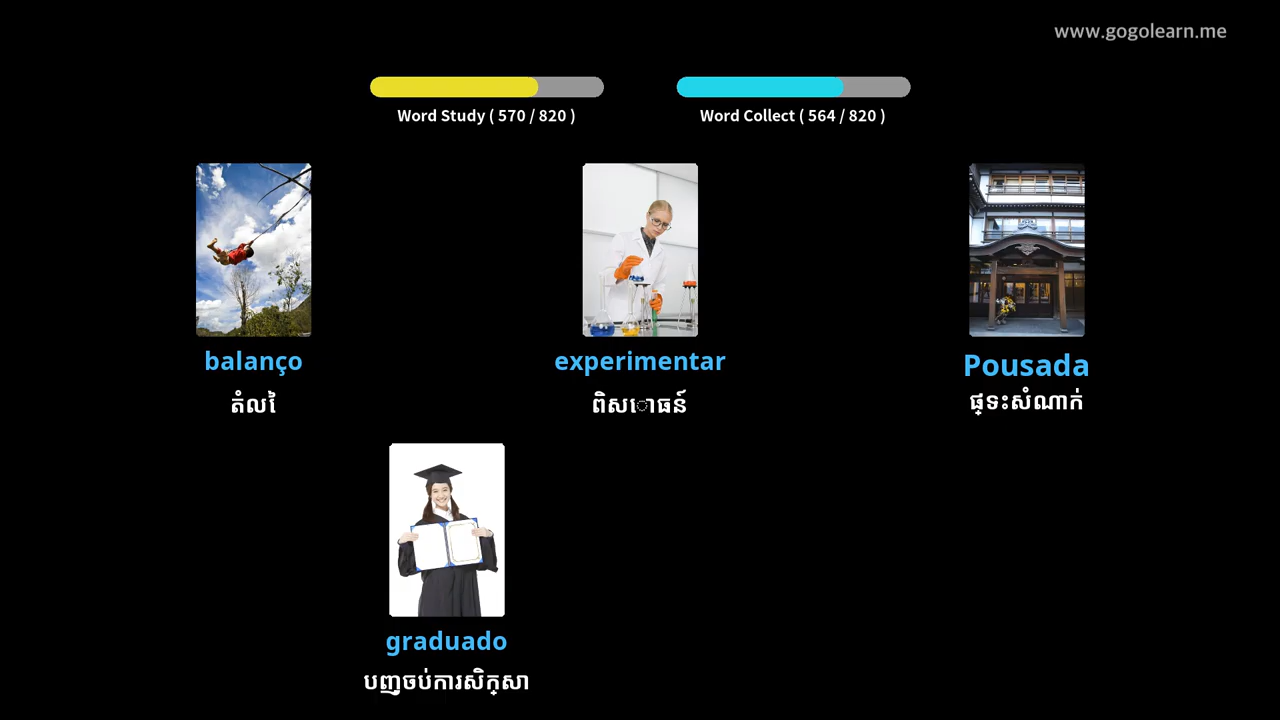 www.gogolearn.me
Word Study ( 570 / 820 )
Word Collect ( 564 / 820 )
balanço
experimentar
Pousada
តំលៃ
ពិសោធន៍
ផ្ទះសំណាក់
graduado
បញ្ចប់ការសិក្សា